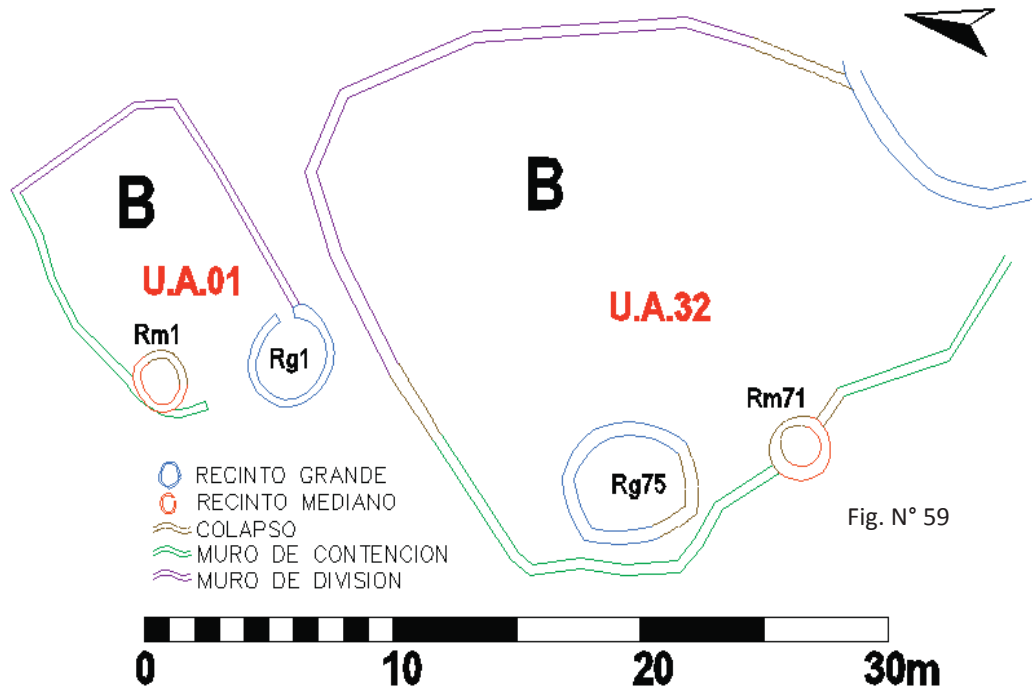 B
U.A.01
Rm1
Rg1
B
U.A.32
Rm71
Rg75
RECINTO GRANDE
RECINTO MEDIANO
COLAPSO
MURO DE CONTENCION
MURO DE DIVISION
Fig. N° 59
0 10 20 30m